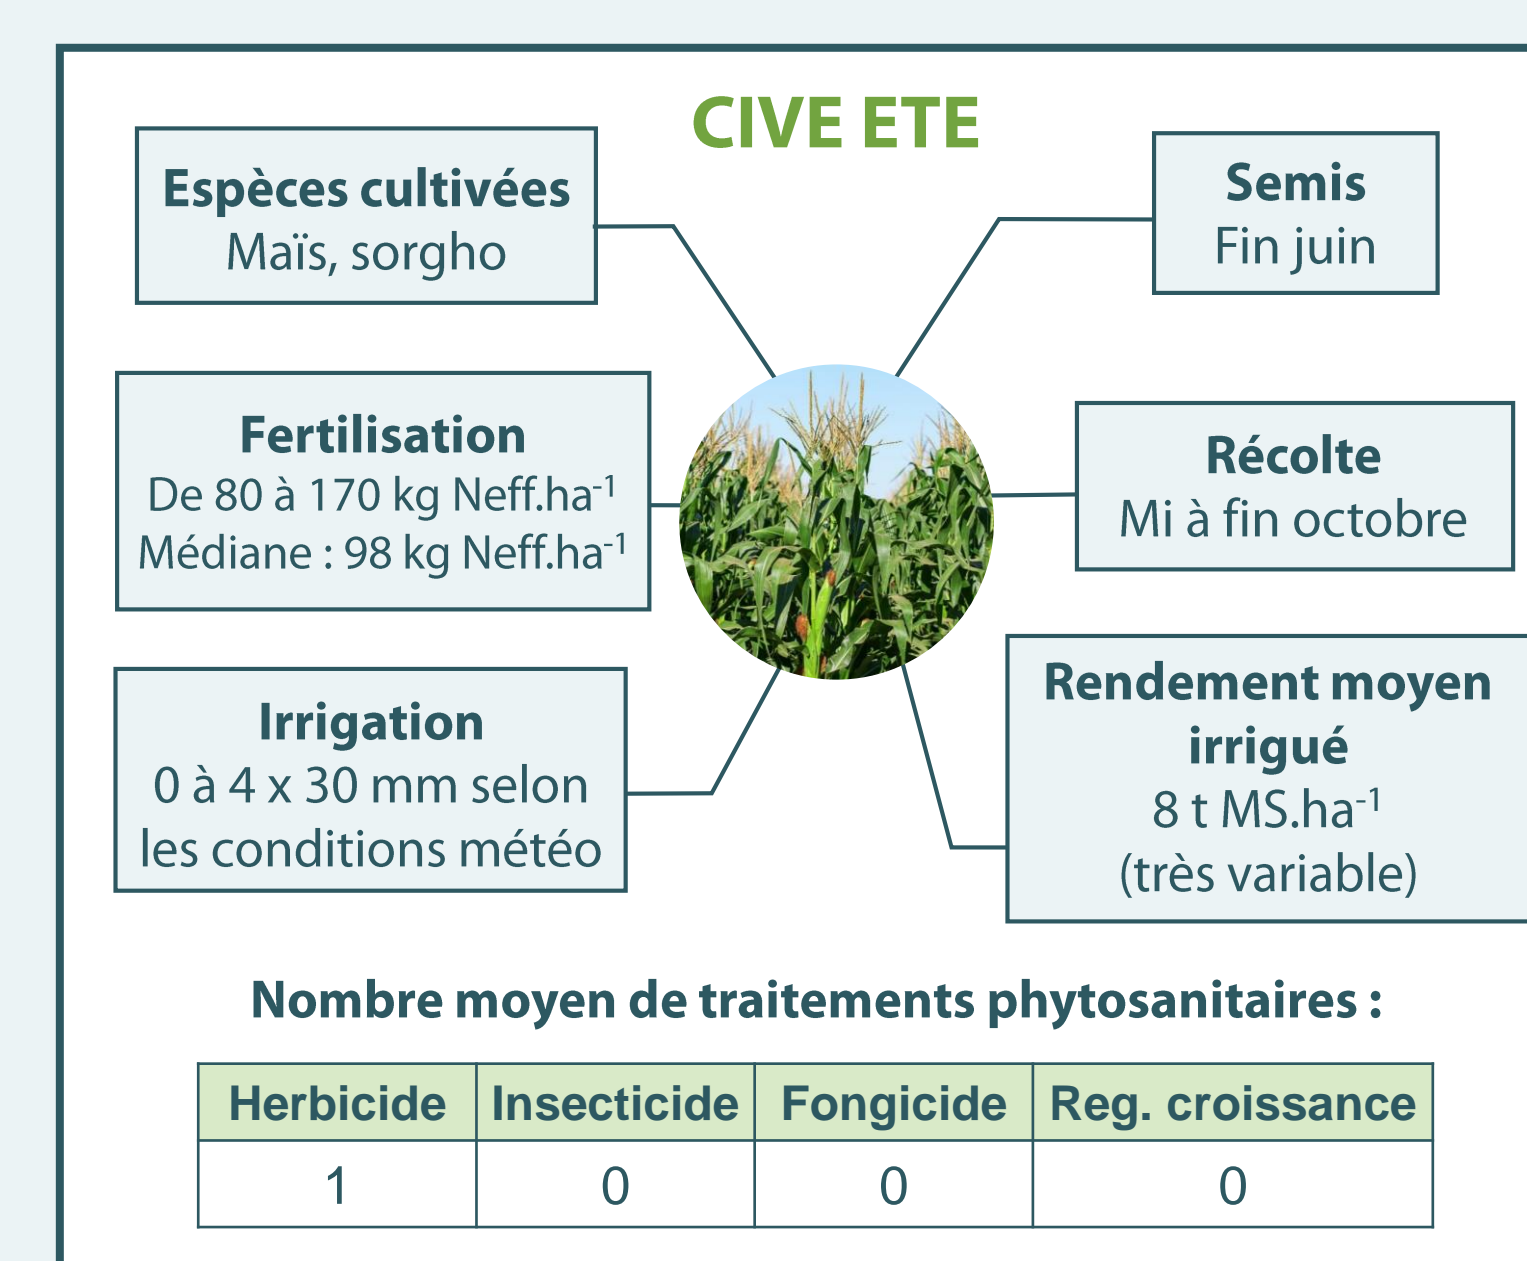 CIVE ETE
Espèces cultivées
Maïs, sorgho
Semis
Fin juin
Fertilisation
De 80 à 170 kg Neff.ha⁻¹
Médiane : 98 kg Neff.ha⁻¹
Récolte
Mi à fin octobre
Irrigation
0 à 4 x 30 mm selon
les conditions météo
Rendement moyen
irrigué
8 t MS.ha⁻¹
(très variable)
Nombre moyen de traitements phytosanitaires :
Herbicide Insecticide Fongicide Reg. croissance
1 0 0 0